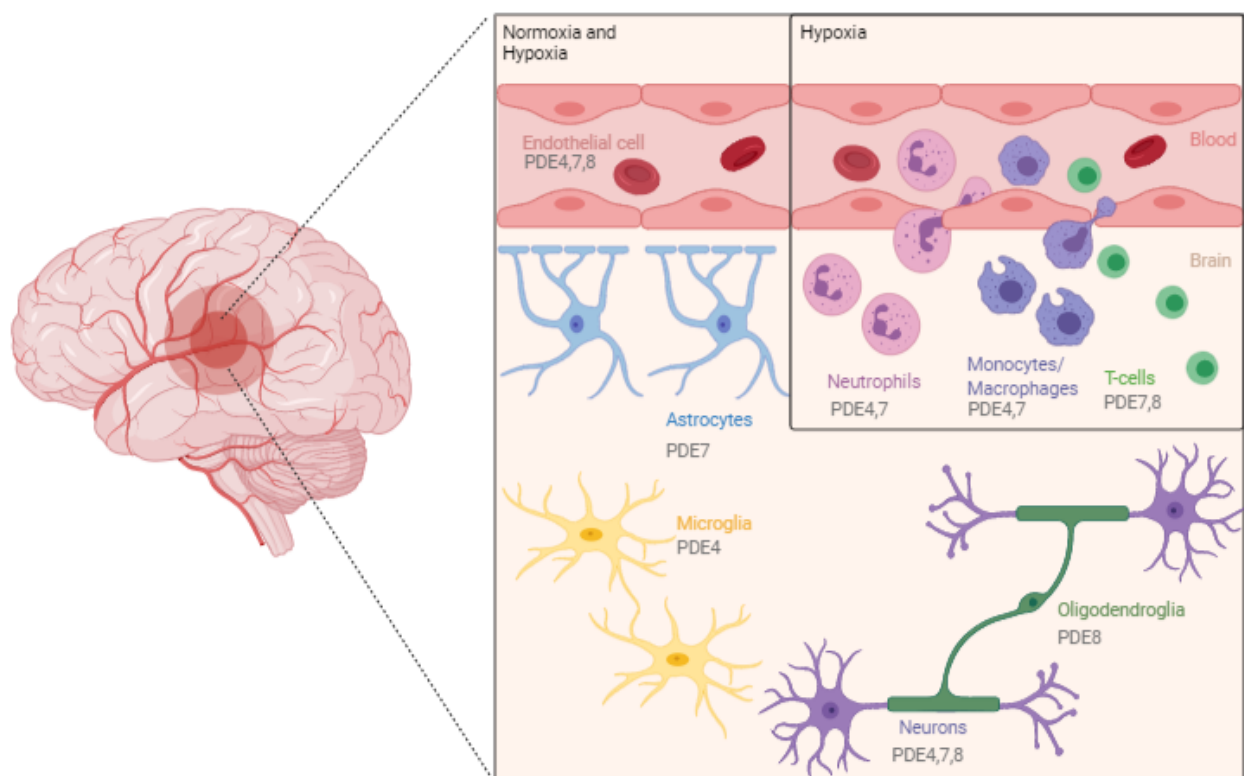 Normoxia and
Hypoxia
Hypoxia
Endothelial cell
PDE4,7,8
Blood
Brain
Neutrophils
PDE4,7
Monocytes/
Macrophages
PDE4,7
T-cells
PDE7,8
Astrocytes
PDE7
Microglia
PDE4
Oligodendroglia
PDE8
Neurons
PDE4,7,8